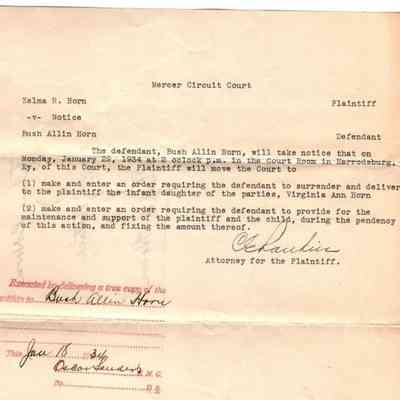 Mercer Circuit Court
Zelma R. Horn Plaintiff
-v- Notice
Bush Allin Horn Defendant
The defendant, Bush Allin Horn, will take notice that on
Monday, January 22, 1934 at 2 oclock p.m. in the Court Room in Harrodsburg,
Ky, of this Court, the Plaintiff will move the Court to
(1) make and enter an order requiring the defendant to surrender and deliver
to the plaintiff the infant daughter of the parties, Virginia Ann Horn
(2) make and enter an order requiring the defendant to provide for the
maintenance and support of the plaintiff and the child, during the pendency
of this action, and fixing the amount thereof.
Attorney for the Plaintiff.
Executed by delivering a true copy of the
within to Bush Allen Horn
This Jan 18 1934
Oscar Sanders